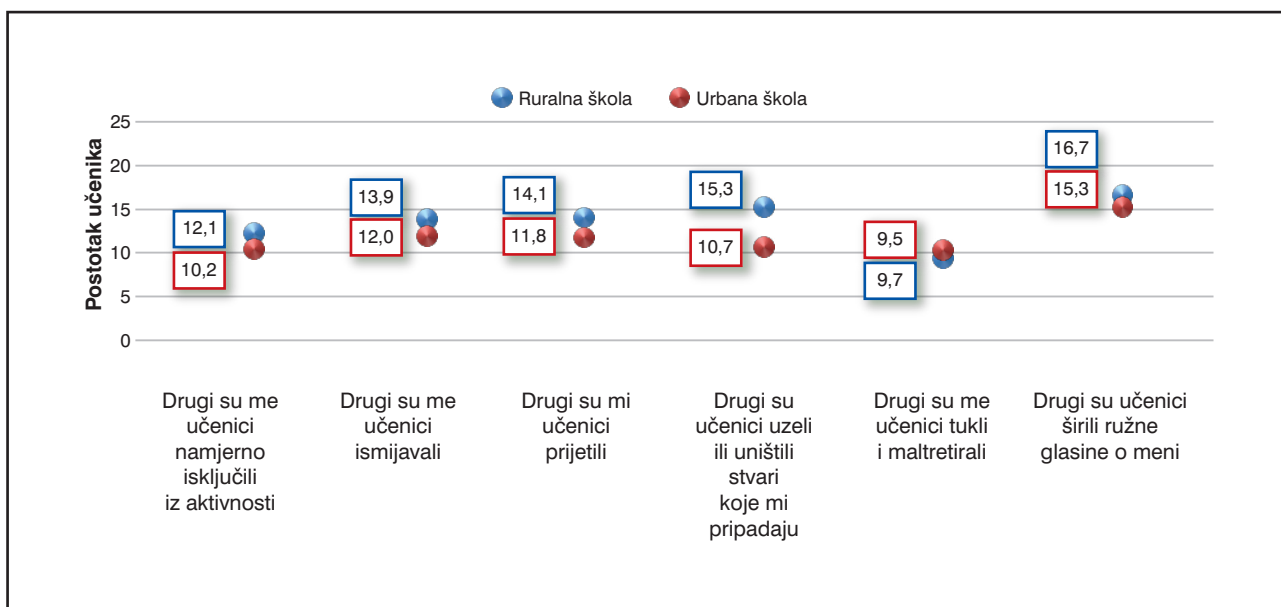 Ruralna škola
Urbana škola
Postotak učenika
25
20
15
10
5
0
12,1
10,2
13,9
12,0
14,1
11,8
15,3
10,7
9,5
9,7
16,7
15,3
Drugi su me
učenici
namjerno
isključili
iz aktivnosti
Drugi su me
učenici
ismijavali
Drugi su mi
učenici
prijetili
Drugi su
učenici uzeli
ili uništili
stvari
koje mi
pripadaju
Drugi su me
učenici tukli
i maltretirali
Drugi su učenici
širili ružne
glasine o meni